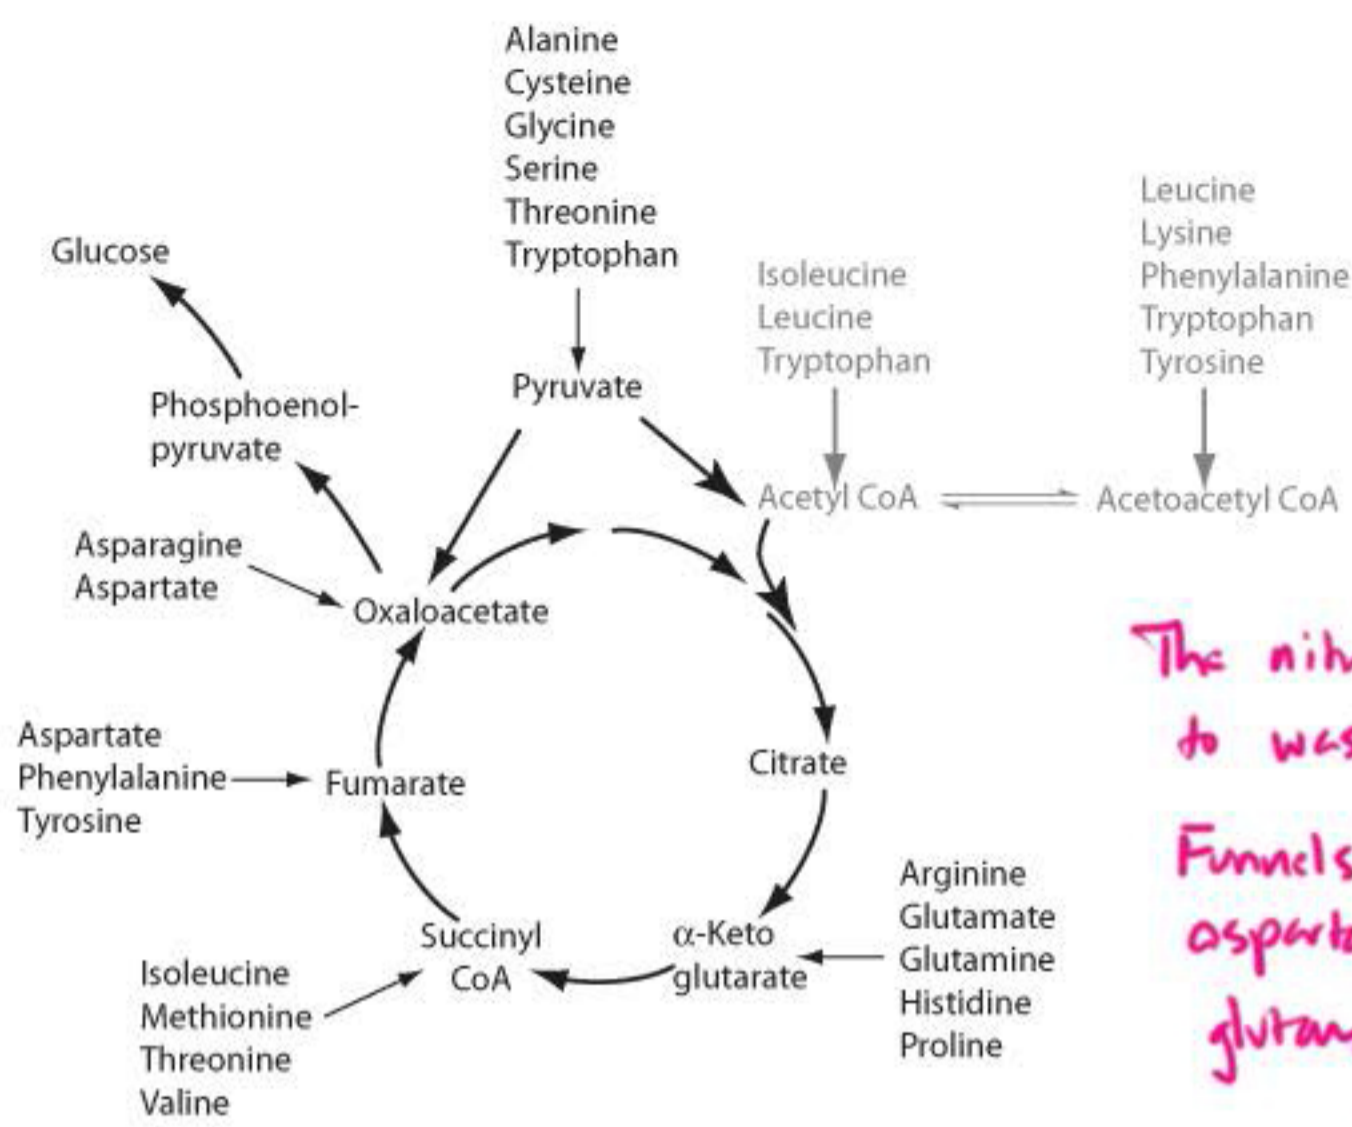 Alanine
Cysteine
Glycine
Serine
Threonine
Tryptophan
Pyruvate
Glucose
Phosphoenol-
pyruvate
Isoleucine
Leucine
Tryptophan
Acetyl CoA
Leucine
Lysine
Phenylalanine
Tryptophan
Tyrosine
Acetoacetyl CoA
Asparagine
Aspartate
Oxaloacetate
Aspartate
Phenylalanine
Tyrosine
Fumarate
Citrate
Isoleucine
Methionine
Threonine
Valine
Succinyl
CoA
α-Keto
glutarate
Arginine
Glutamate
Glutamine
Histidine
Proline
The
to
Funnels